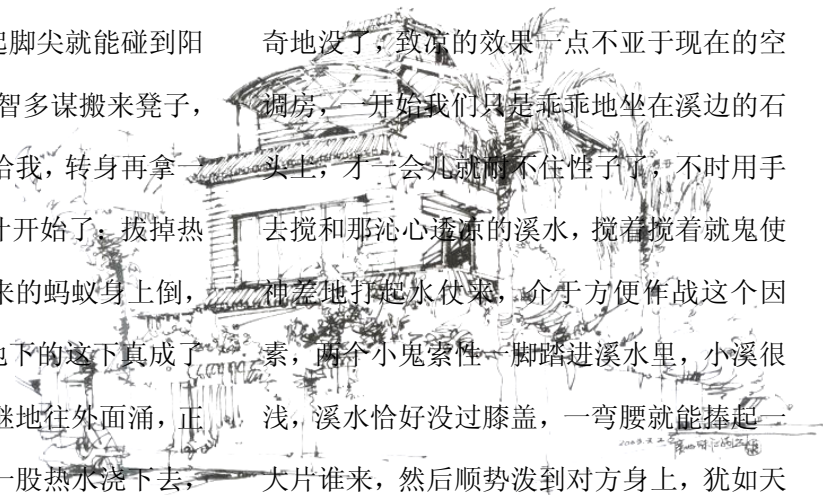 起脚尖就能碰到阳
智多谋搬来凳子，
给我，转身再拿一
计开始了：拔掉热
来的蚂蚁身上倒，
地下的这下真成了
继地往外面涌，正
一股热水浇下去，
奇地没了，致凉的效果一点不亚于现在的空
调房，一开始我们只是乖乖地坐在溪边的石
头上，才一会儿就耐不住性子了，不时用手
去搅和那沁心透凉的溪水，搅着搅着就鬼使
神差地打起水仗来，介于方便作战这个因
素，两个小鬼索性一脚踏进溪水里，小溪很
浅，溪水恰好没过膝盖，一弯腰就能捧起一
大片谁来，然后顺势泼到对方身上，犹如天